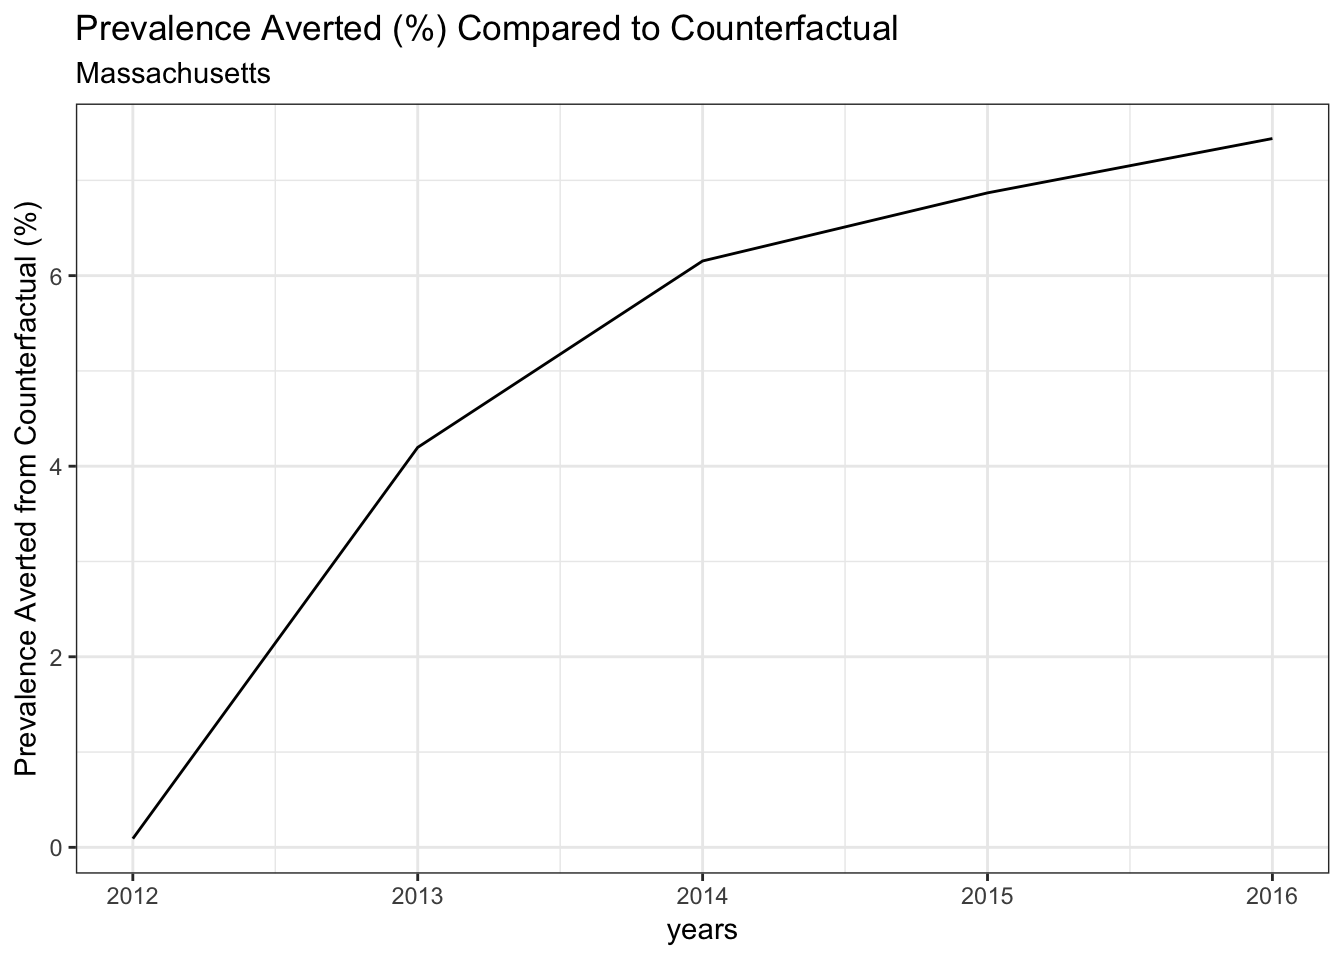 Prevalence Averted (%) Compared to Counterfactual
Massachusetts
Prevalence Averted from Counterfactual (%)
6
4
2
0
2012 2013 2014 2015 2016
years